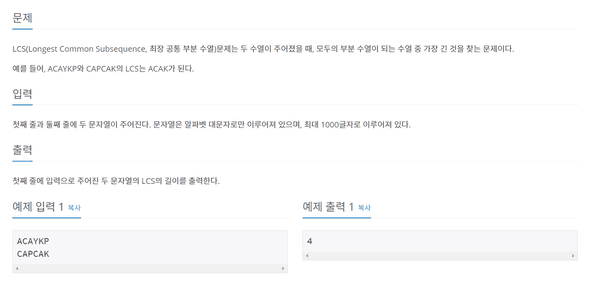 문제
LCS(Longest Common Subsequence, 최장 공통 부분 수열)문제는 두 수열이 주어졌을 때, 모두의 부분 수열이 되는 수열 중 가장 긴 것을 찾는 문제이다.
예를 들어, ACAYKP와 CAPCAK의 LCS는 ACAK가 된다.
입력
첫째 줄과 둘째 줄에 두 문자열이 주어진다. 문자열은 알파벳 대문자로만 이루어져 있으며, 최대 1000글자로 이루어져 있다.
출력
첫째 줄에 입력으로 주어진 두 문자열의 LCS의 길이를 출력한다.
예제 입력 1 복사
ACAYKP
CAPCAK
예제 출력 1 복사
4